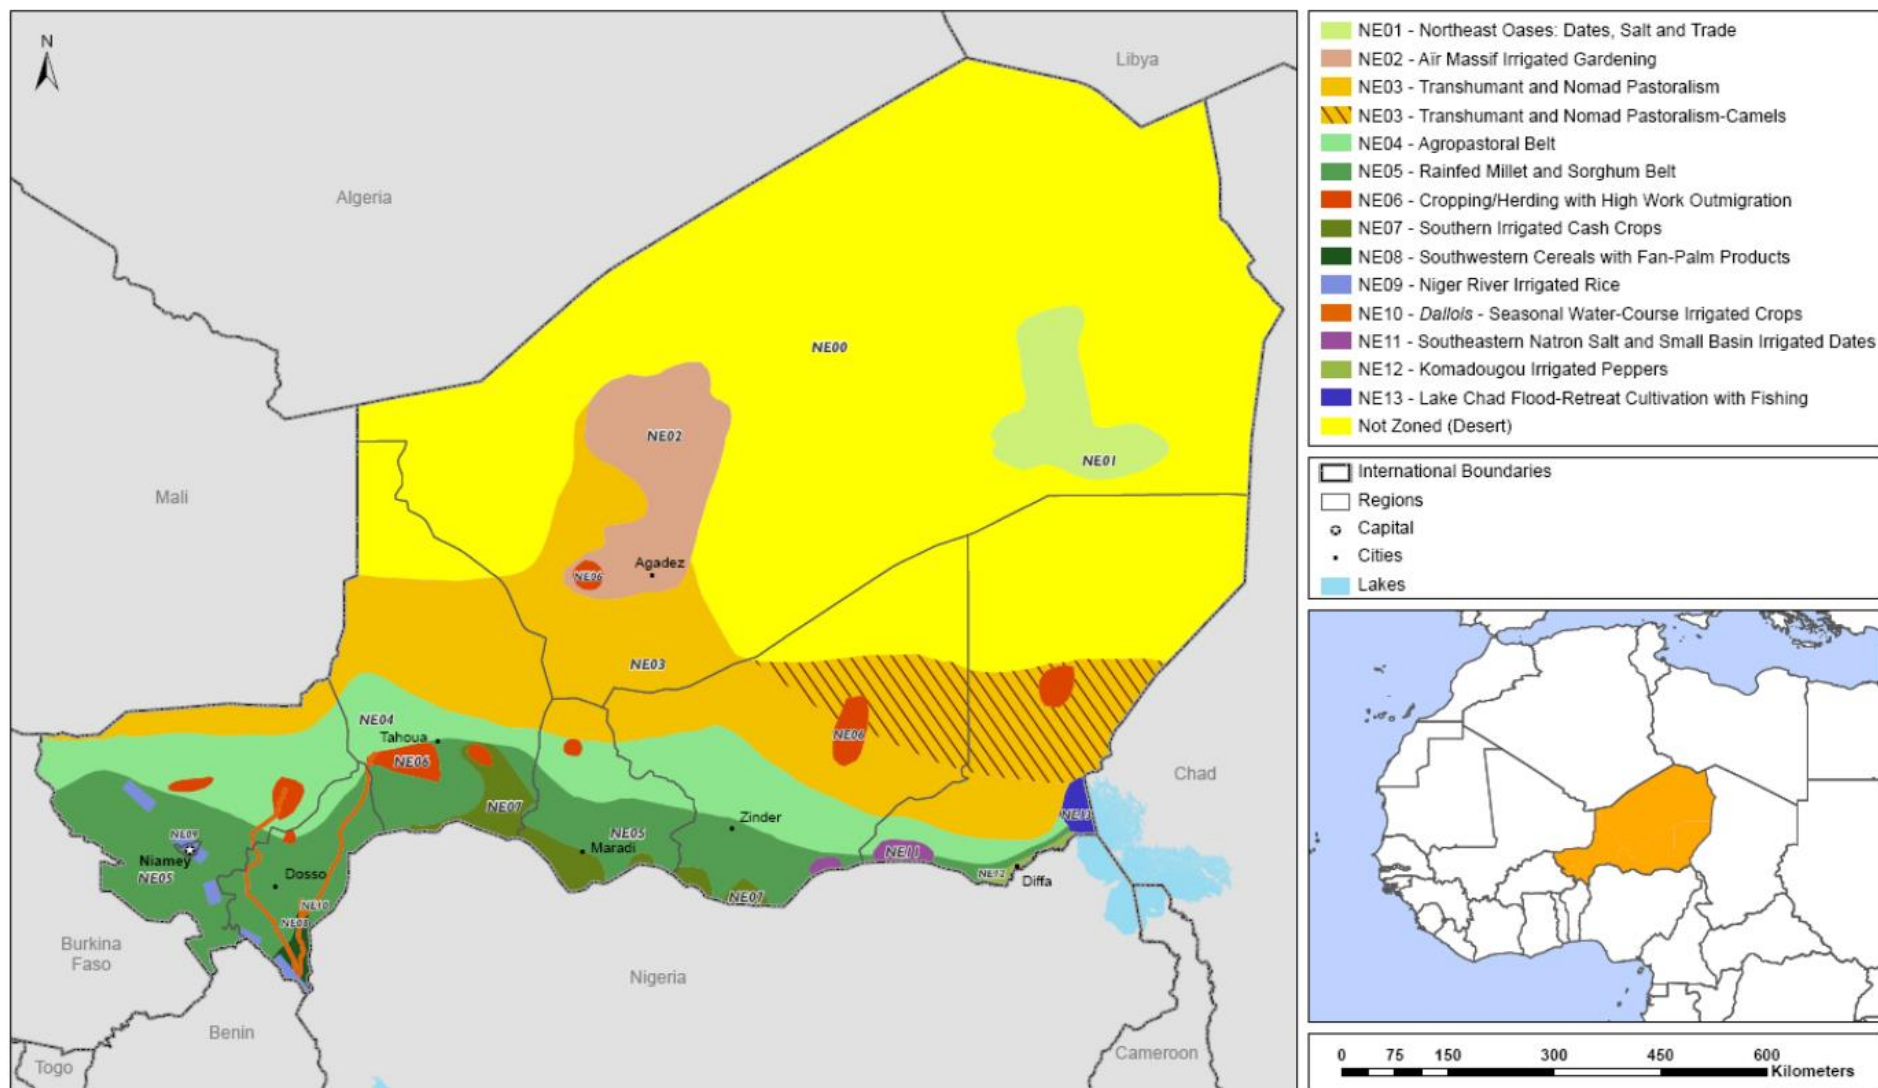 N
Libya
Algeria
NE00
NE02
NE01
Mali
Agadez
NE06
NE03
NE04
Tahoua
NE06
NE06
Chad
NE07
Zinder
NE05
NE13
NE09
Maradi
NE11
Niamey
NE05
Dosso
NE12
Diffa
NE07
NE10
NE08
Burkina
Faso
Nigeria
Benin
Togo
Cameroon
NE01 - Northeast Oases: Dates, Salt and Trade
NE02 - Aïr Massif Irrigated Gardening
NE03 - Transhumant and Nomad Pastoralism
NE03 - Transhumant and Nomad Pastoralism-Camels
NE04 - Agropastoral Belt
NE05 - Rainfed Millet and Sorghum Belt
NE06 - Cropping/Herding with High Work Outmigration
NE07 - Southern Irrigated Cash Crops
NE08 - Southwestern Cereals with Fan-Palm Products
NE09 - Niger River Irrigated Rice
NE10 - Dallols - Seasonal Water-Course Irrigated Crops
NE11 - Southeastern Natron Salt and Small Basin Irrigated Dates
NE12 - Komadougou Irrigated Peppers
NE13 - Lake Chad Flood-Retreat Cultivation with Fishing
Not Zoned (Desert)
International Boundaries
Regions
Capital
Cities
Lakes
0 75 150 300 450 600
Kilometers